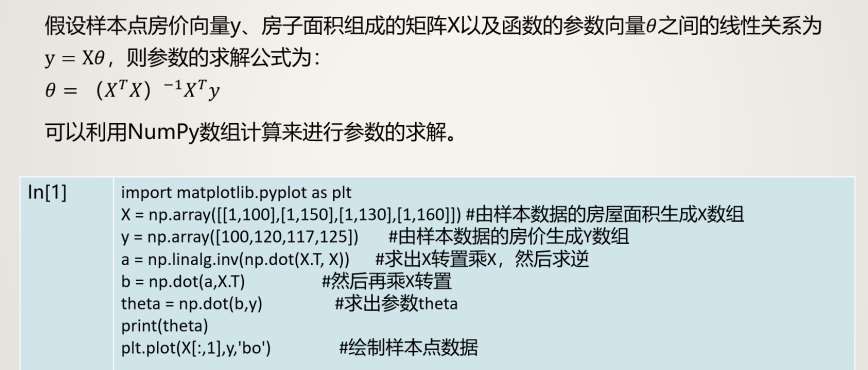 假设样本点房价向量y、房子面积组成的矩阵X以及函数的参数向量θ之间的线性关系为
y = Xθ，则参数的求解公式为：
θ = （XᵀX）⁻¹Xᵀy
可以利用NumPy数组计算来进行参数的求解。
In[1]
import matplotlib.pyplot as plt
X = np.array([[1,100],[1,150],[1,130],[1,160]]) #由样本数据的房屋面积生成X数组
y = np.array([100,120,117,125]) #由样本数据的房价生成Y数组
a = np.linalg.inv(np.dot(X.T, X)) #求出X转置乘X，然后求逆
b = np.dot(a,X.T) #然后再乘X转置
theta = np.dot(b,y) #求出参数theta
print(theta)
plt.plot(X[:,1],y,'bo') #绘制样本点数据